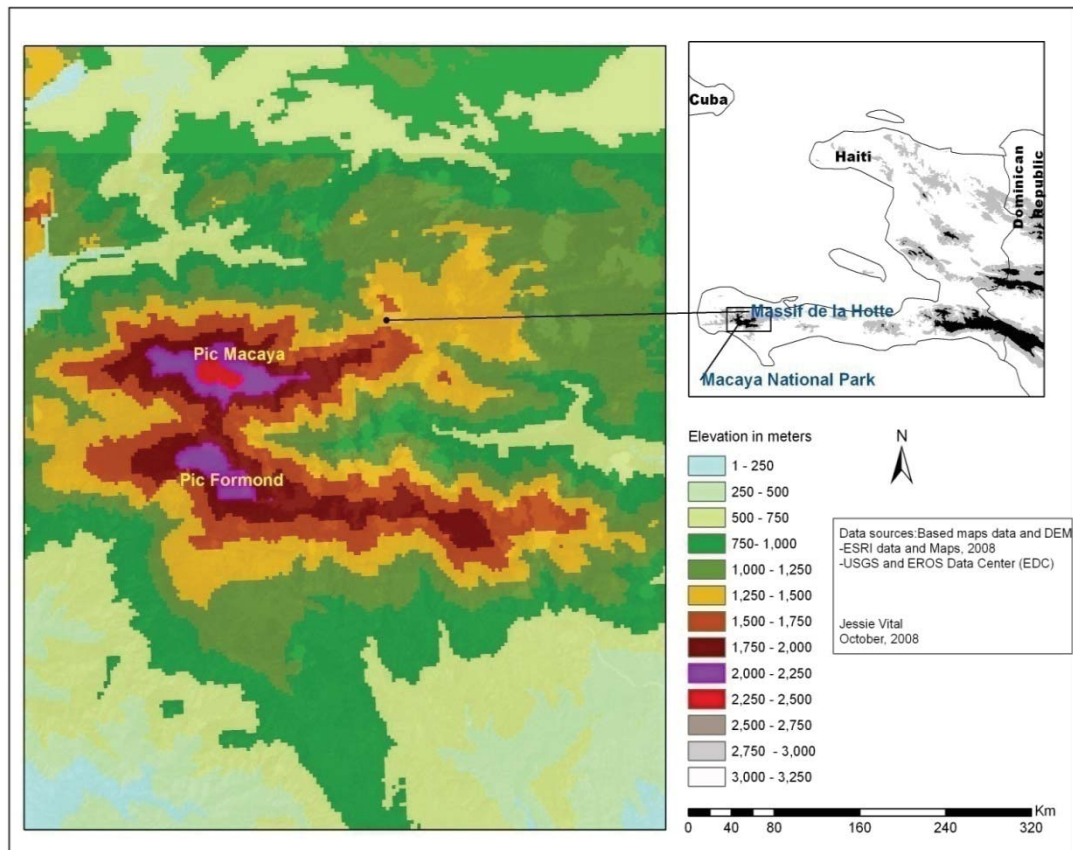 Pic Macaya
Pic Formond
Cuba
Haiti
Dominican
Republic
Massif de la Hotte
Macaya National Park
Elevation in meters
1 - 250
250 - 500
500 - 750
750- 1,000
1,000 - 1,250
1,250 - 1,500
1,500 - 1,750
1,750 - 2,000
2,000 - 2,250
2,250 - 2,500
2,500 - 2,750
2,750 - 3,000
3,000 - 3,250
N
Data sources:Based maps data and DEM
-ESRI data and Maps, 2008
-USGS and EROS Data Center (EDC)
Jessie Vital
October, 2008
Km
0 40 80 160 240 320